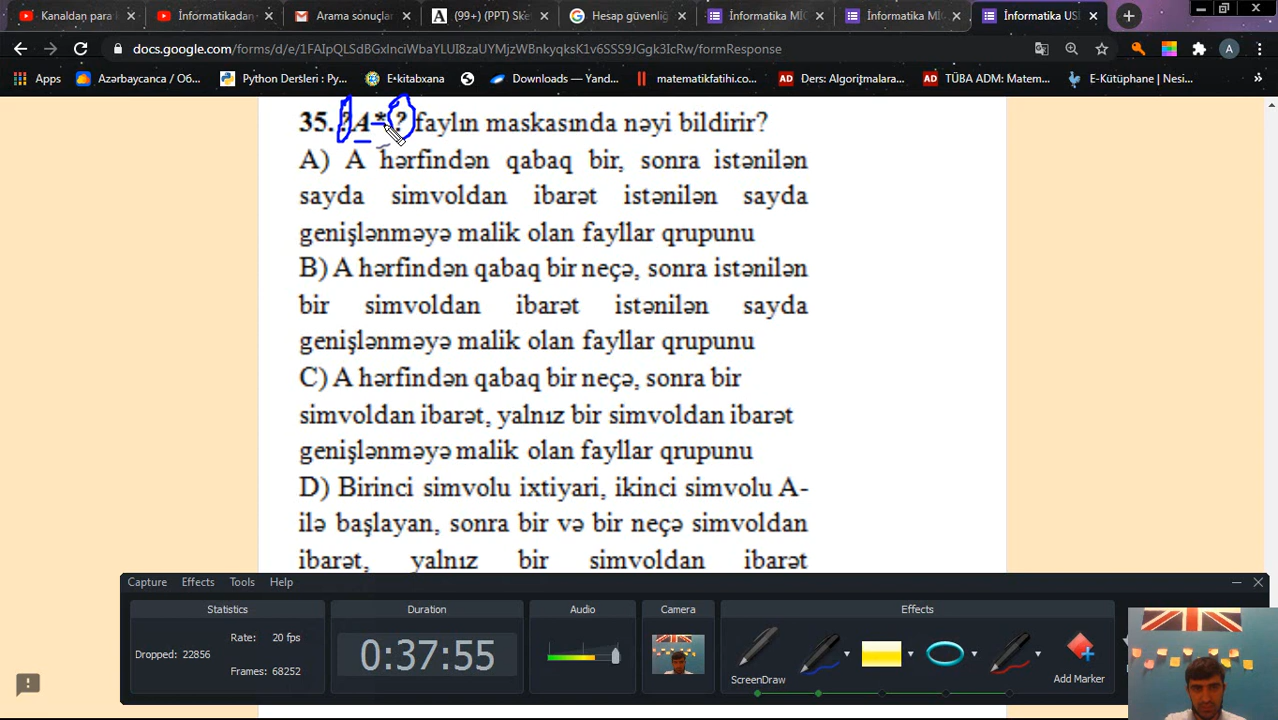 Kanaldaŋ para k
İnformatikadan
Arama sonuçlar
(99+) (PPT) Ske
Hesap güvenliğ
İnformatika MİC
İnformatika Mİ
İnformatika USI
docs.google.com/forms/d/e/1FAIpQLSdBGxlnciWbaYLUI8zaUYMjzWBnkyqksK1v6SSS9JGgk3IcRw/formResponse
Apps
Azərbaycanca / Об...
Python Dersleri : Py...
E-kitabxana
Downloads — Yand...
matematikfatihi.com...
Ders: Algoritmalara...
TÜBA ADM: Matem...
E-Kütüphane | Nesi...
35. ?A*.? faylın maskasında nəyi bildirir?
A) A hərfindən qabaq bir, sonra istənilən
sayda simvoldan ibarət istənilən sayda
genişlənməyə malik olan fayllar qrupunu
B) A hərfindən qabaq bir neçə, sonra istənilən
bir simvoldan ibarət istənilən sayda
genişlənməyə malik olan fayllar qrupunu
C) A hərfindən qabaq bir neçə, sonra bir
simvoldan ibarət, yalnız bir simvoldan ibarət
genişlənməyə malik olan fayllar qrupunu
D) Birinci simvolu ixtiyari, ikinci simvolu A-
ilə başlayan, sonra bir və bir neçə simvoldan
ibarət, yalnız bir simvoldan ibarət
Capture Effects Tools Help
Statistics
Duration
Audio
Camera
Effects
Rate: 20 fps
Dropped: 22856
Frames: 68252
0:37:55
ScreenDraw
Add Marker